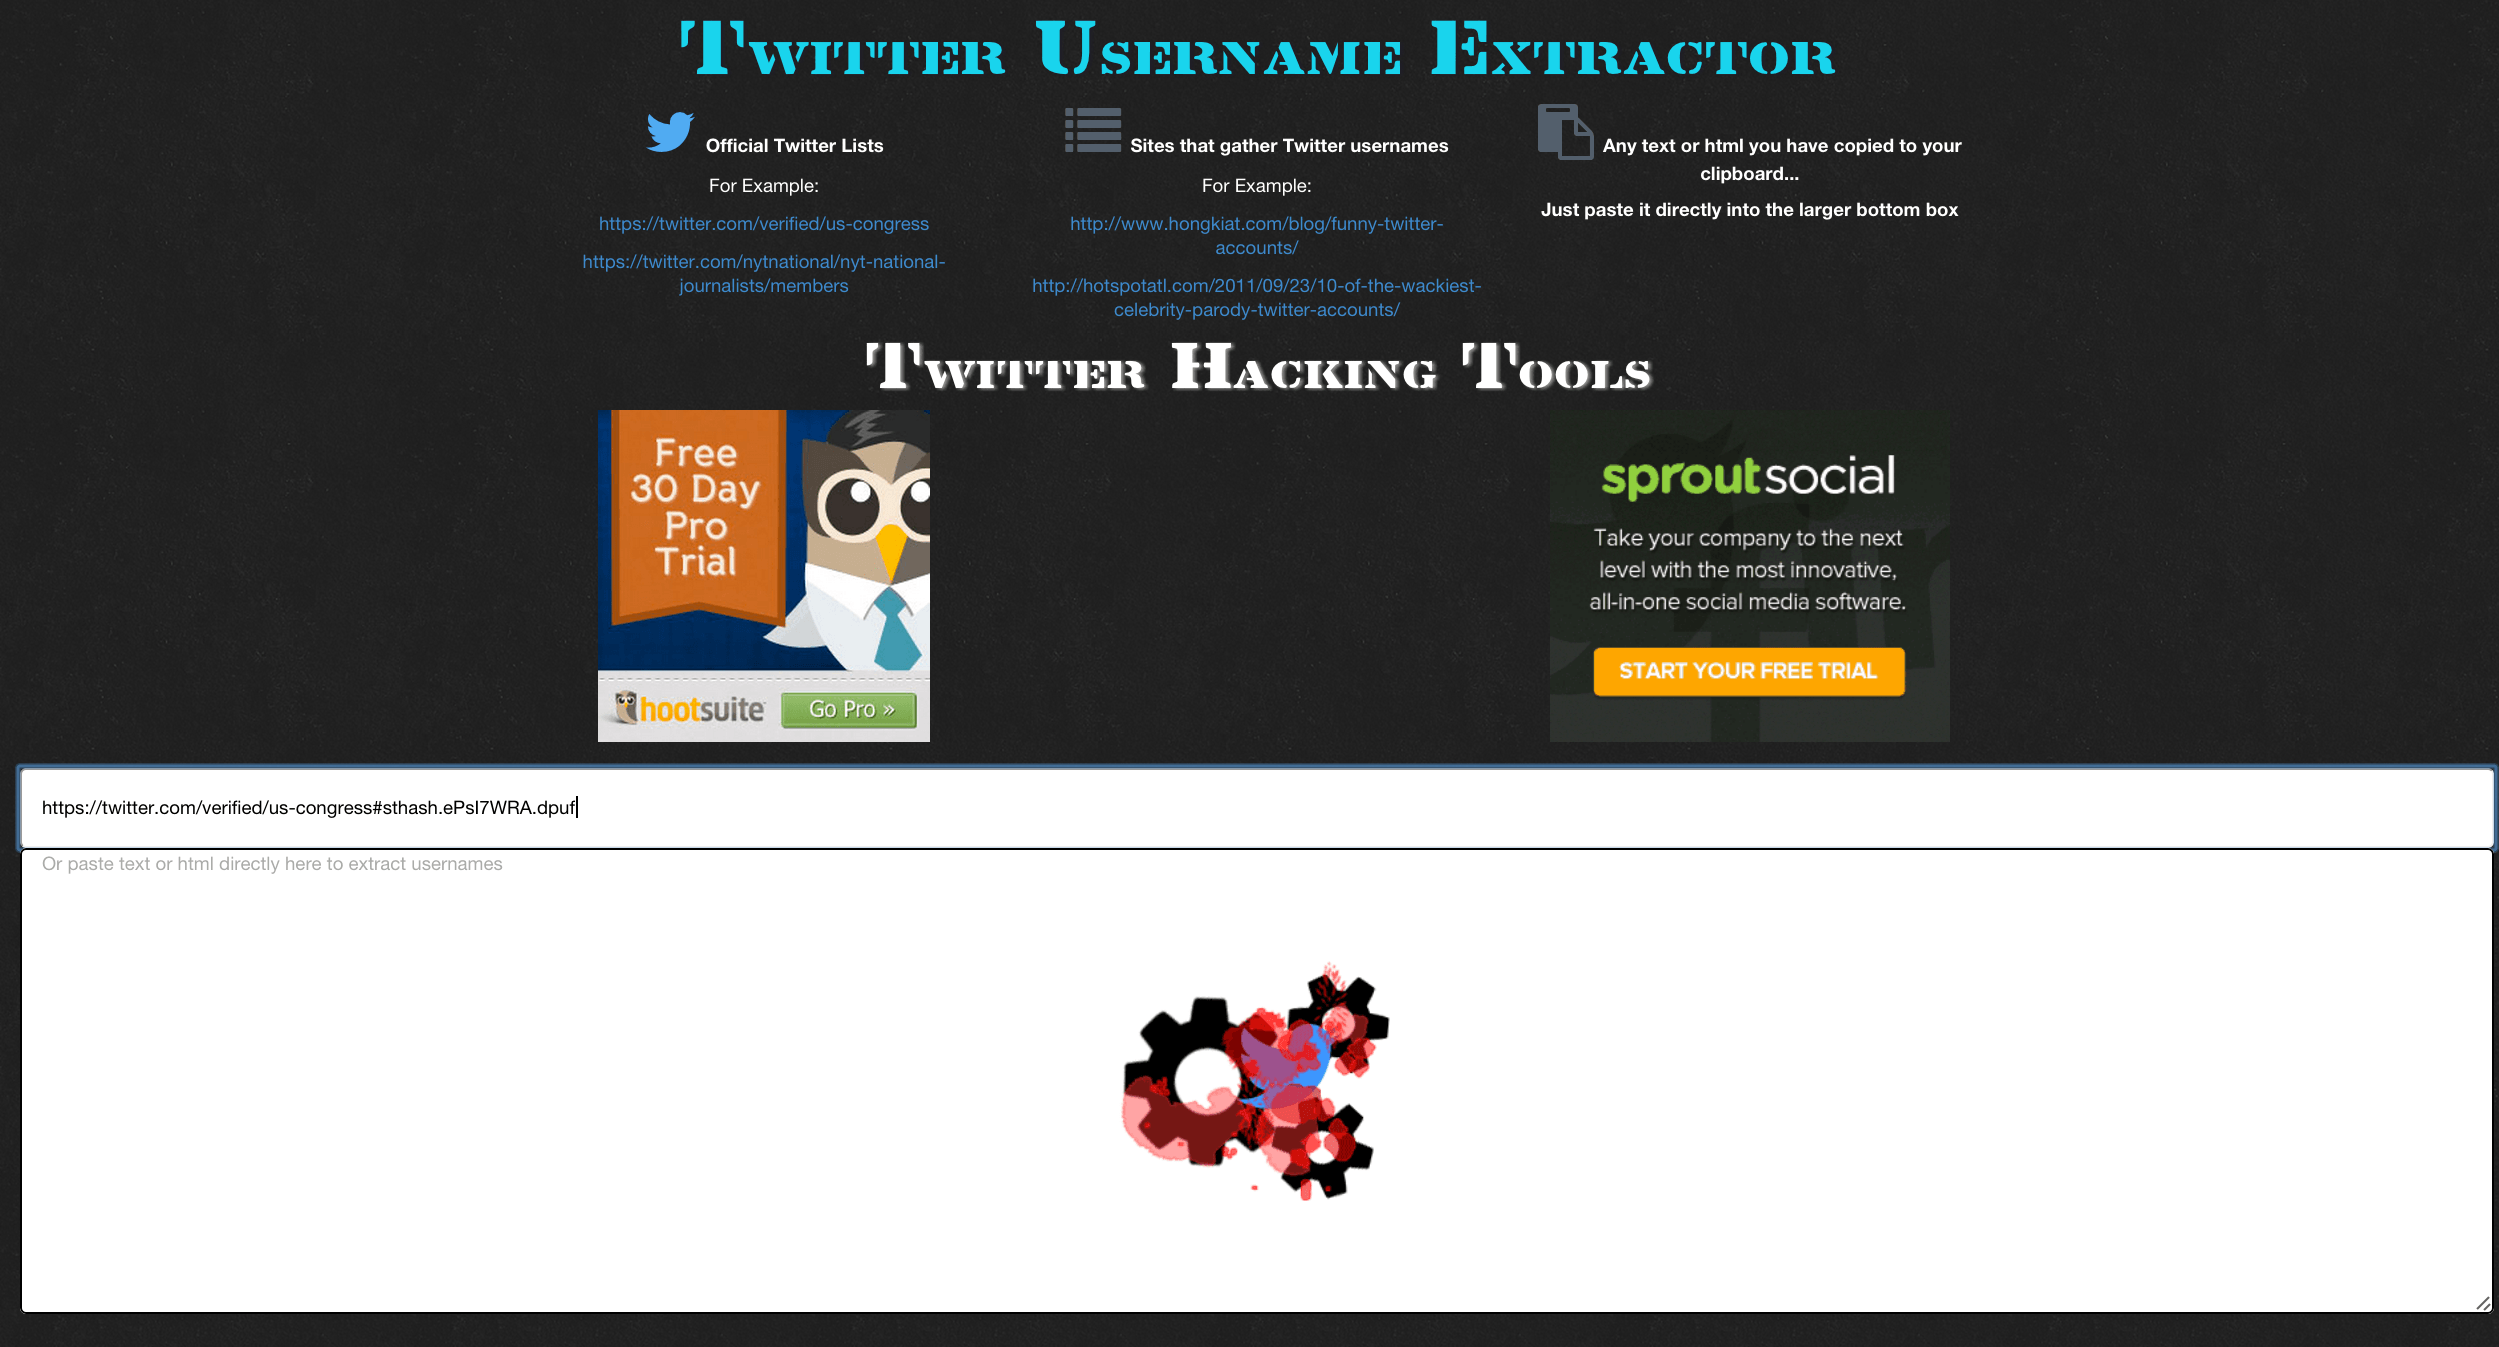 Twitter Username Extractor
Official Twitter Lists
For Example:
https://twitter.com/verified/us-congress
https://twitter.com/nytnational/nyt-national-
journalists/members
Sites that gather Twitter usernames
For Example:
http://www.hongkiat.com/blog/funny-twitter-
accounts/
http://hotspotatl.com/2011/09/23/10-of-the-wackiest-
celebrity-parody-twitter-accounts/
Any text or html you have copied to your
clipboard...
Just paste it directly into the larger bottom box
Twitter Hacking Tools
Free
30 Day
Pro
Trial
hootsuite
Go Pro »
sproutsocial
Take your company to the next
level with the most innovative,
all-in-one social media software.
START YOUR FREE TRIAL
https://twitter.com/verified/us-congress#sthash.ePsI7WRA.dpuf
Or paste text or html directly here to extract usernames